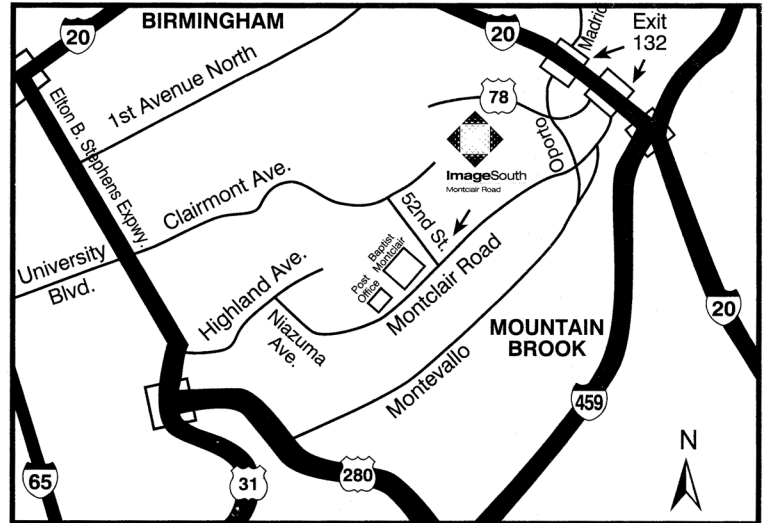 BIRMINGHAM
20
20
Madrid
Exit
132
1st Avenue North
78
Elton B. Stephens Expwy.
Oporto
ImageSouth
Montclair Road
Clairmont Ave.
52nd St.
University
Blvd.
Baptist
Montclair
Post
Office
Highland Ave.
Montclair Road
Niazuma
Ave.
MOUNTAIN
BROOK
20
Montevallo
459
N
65
31
280